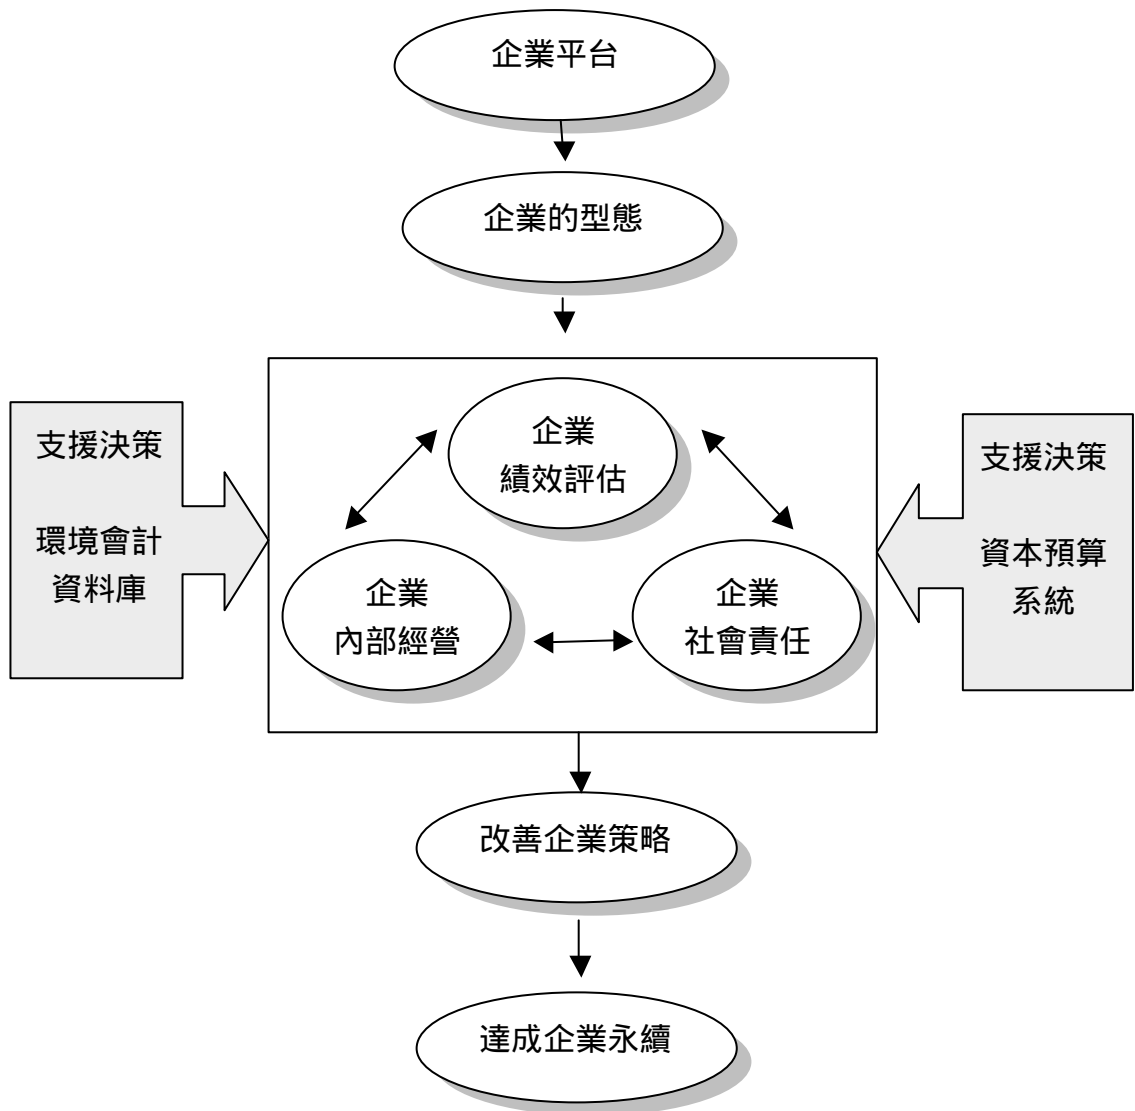 企業平台
企業的型態
支援決策
環境會計
資料庫
企業
績效評估
企業
內部經營
企業
社會責任
支援決策
資本預算
系統
改善企業策略
達成企業永續